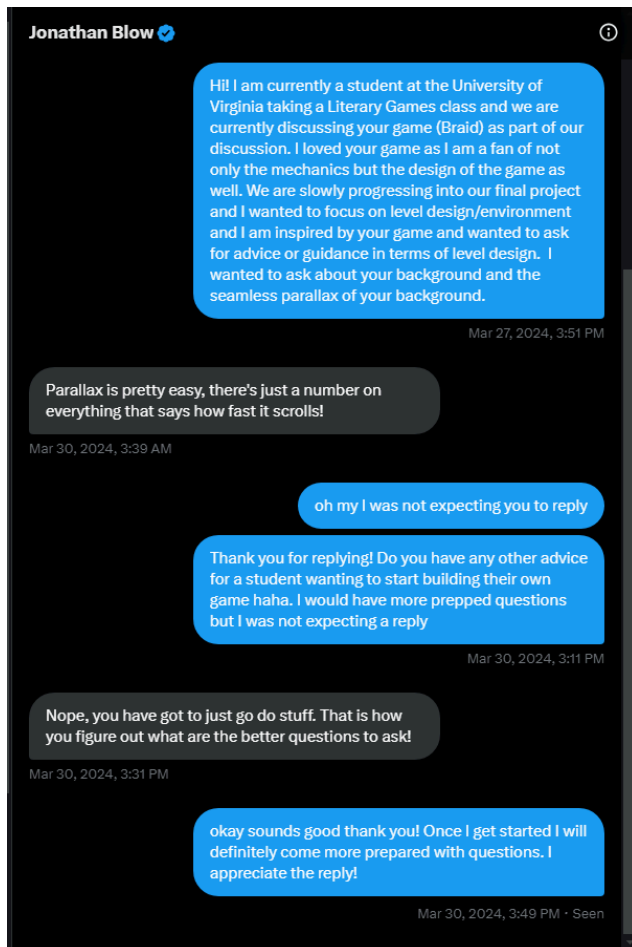 Jonathan Blow
Hi! I am currently a student at the University of
Virginia taking a Literary Games class and we are
currently discussing your game (Braid) as part of our
discussion. I loved your game as I am a fan of not
only the mechanics but the design of the game as
well. We are slowly progressing into our final project
and I wanted to focus on level design/environment
and I am inspired by your game and wanted to ask
for advice or guidance in terms of level design.  I
wanted to ask about your background and the
seamless parallax of your background.
Mar 27, 2024, 3:51 PM
Parallax is pretty easy, there's just a number on
everything that says how fast it scrolls!
Mar 30, 2024, 3:39 AM
oh my I was not expecting you to reply
Thank you for replying! Do you have any other advice
for a student wanting to start building their own
game haha. I would have more prepped questions
but I was not expecting a reply
Mar 30, 2024, 3:11 PM
Nope, you have got to just go do stuff. That is how
you figure out what are the better questions to ask!
Mar 30, 2024, 3:31 PM
okay sounds good thank you! Once I get started I will
definitely come more prepared with questions. I
appreciate the reply!
Mar 30, 2024, 3:49 PM · Seen